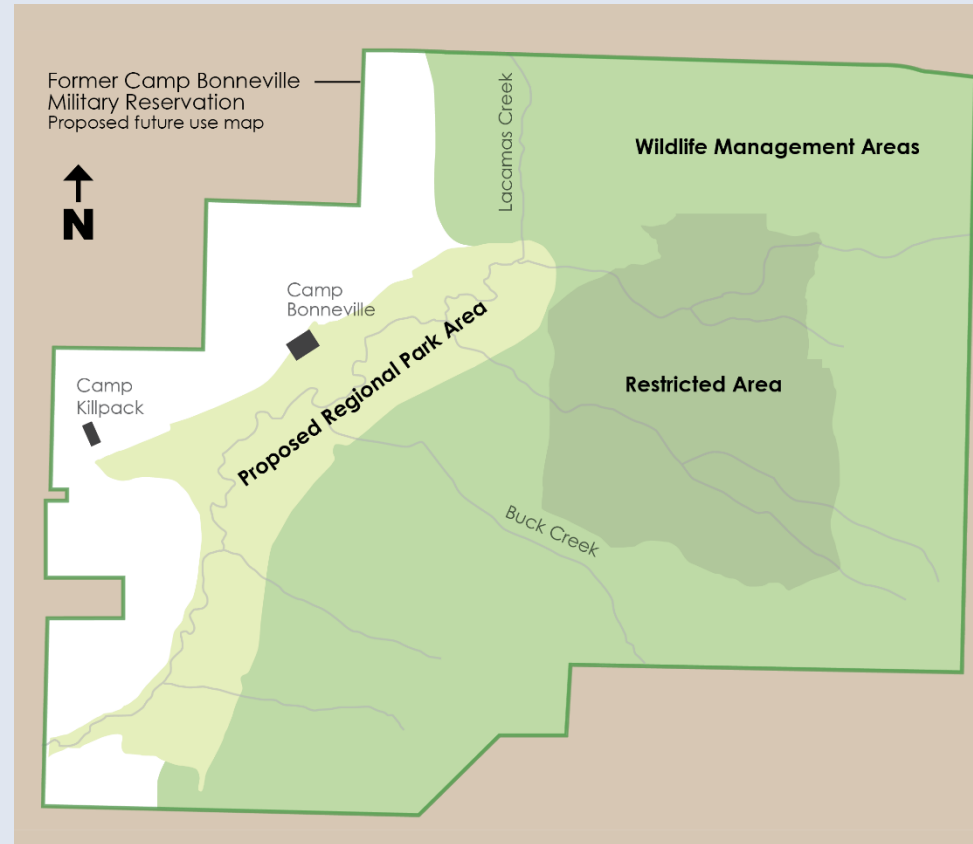 Former Camp Bonneville
Military Reservation
Proposed future use map
N
Lacamas Creek
Wildlife Management Areas
Camp
Bonneville
Proposed Regional Park Area
Camp
Killpack
Restricted Area
Buck Creek